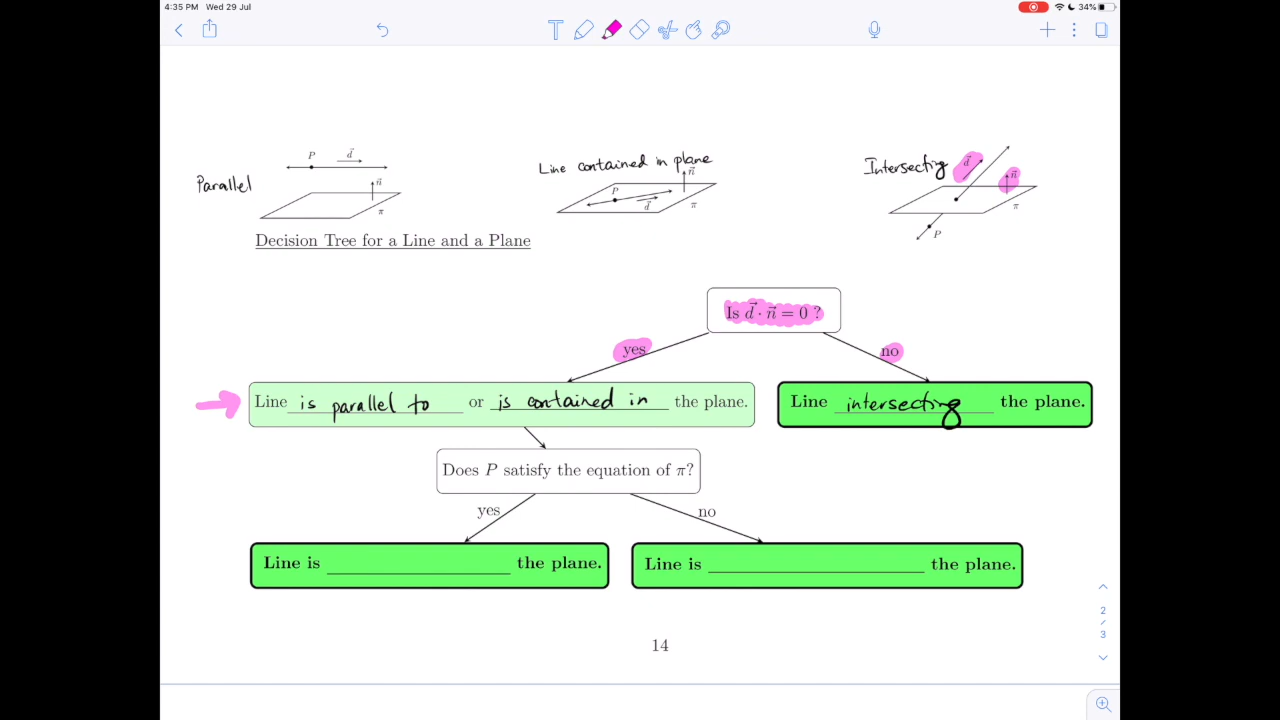 4:35 PM Wed 29 Jul
34%
T
P
d⃗
n⃗
π
Parallel
Line contained in plane
n⃗
P
d⃗
π
Intersecting
d⃗
n⃗
π
P
Decision Tree for a Line and a Plane
Is d⃗ · n⃗ = 0 ?
yes
no
Line is parallel to or is contained in the plane.
Line intersecting the plane.
Does P satisfy the equation of π?
yes
no
Line is ____ the plane.
Line is ____ the plane.
2
/
3
14